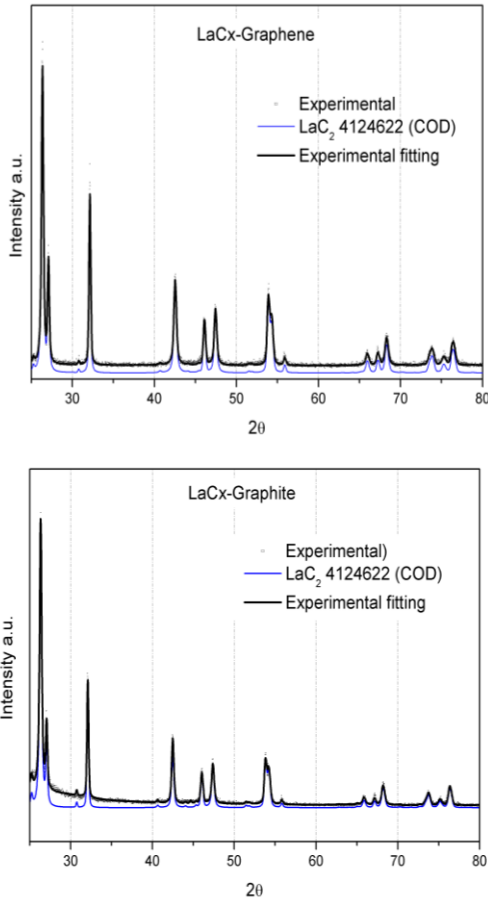 LaCx-Graphene
Experimental
LaC2 4124622 (COD)
Experimental fitting
Intensity a.u.
30 40 50 60 70 80
2θ
LaCx-Graphite
Experimental)
LaC2 4124622 (COD)
Experimental fitting
Intensity a.u.
30 40 50 60 70 80
2θ